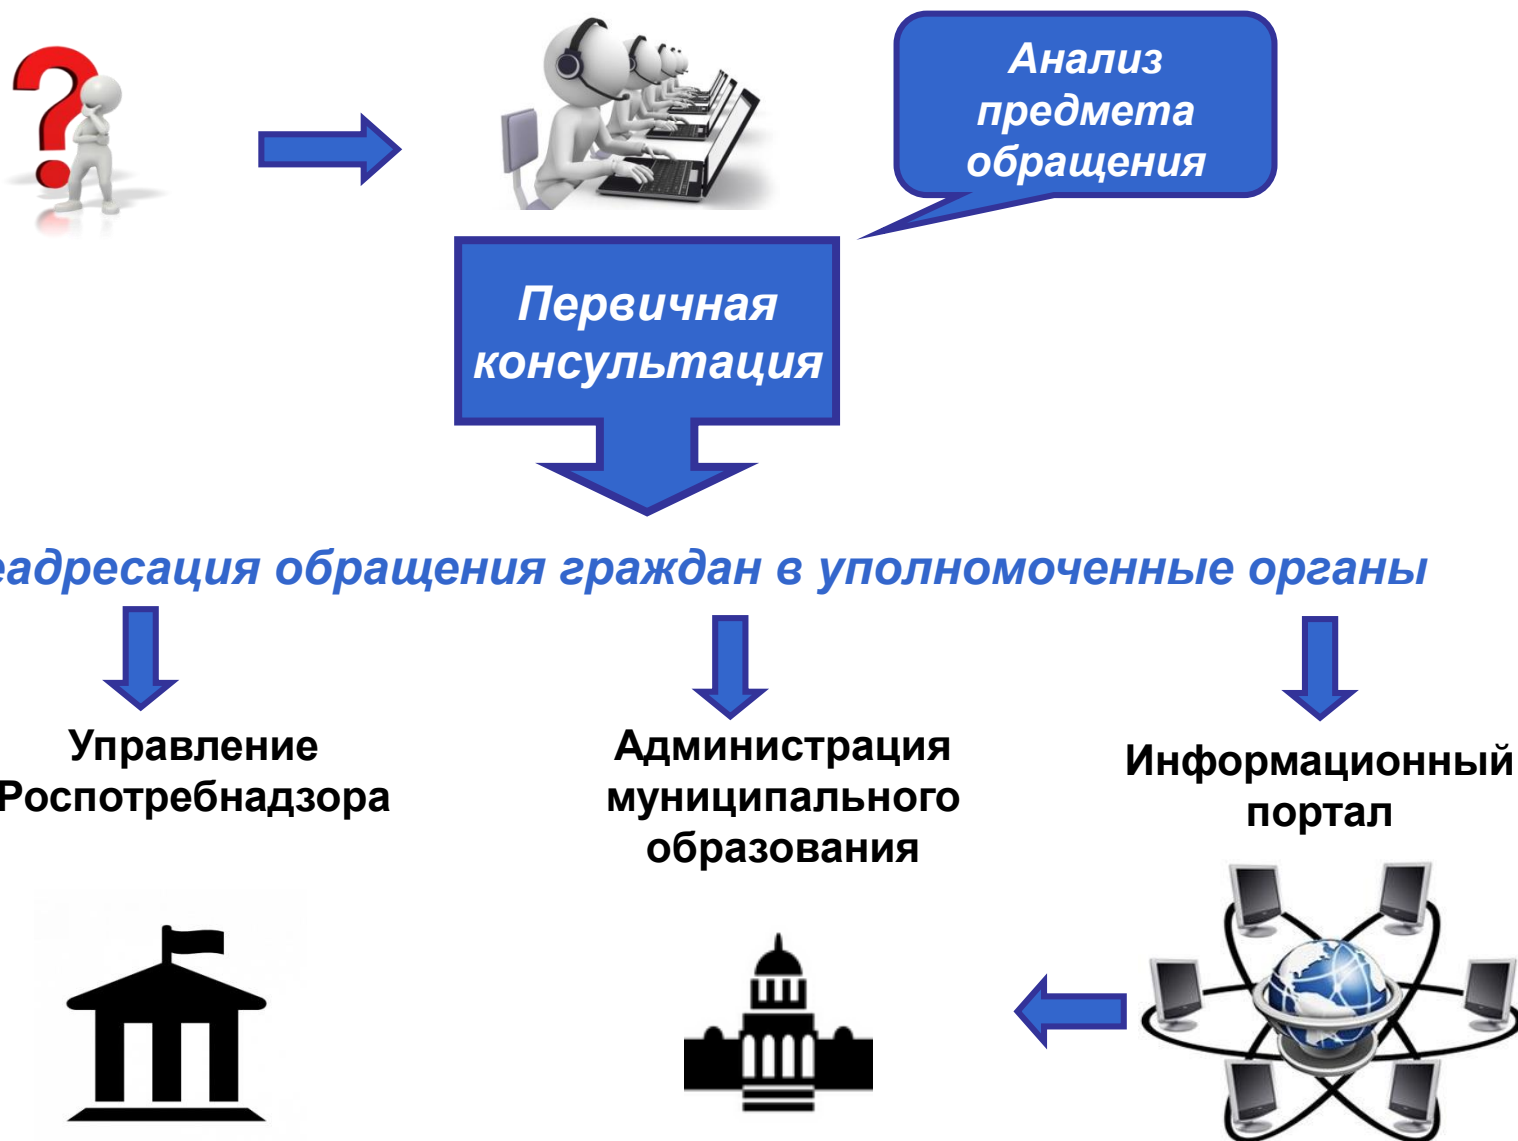 Анализ
предмета
обращения
Первичная
консультация
еадресация обращения граждан в уполномоченные органы
Управление
Роспотребнадзора
Администрация
муниципального
образования
Информационный
портал